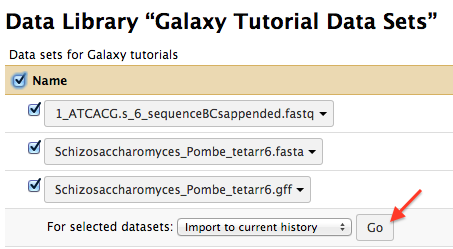 Data Library “Galaxy Tutorial Data Sets”
Data sets for Galaxy tutorials
Name
1_ATCACG.s_6_sequenceBCsappended.fastq
Schizosaccharomyces_Pombe_tetarr6.fasta
Schizosaccharomyces_Pombe_tetarr6.gff
For selected datasets: Import to current history Go